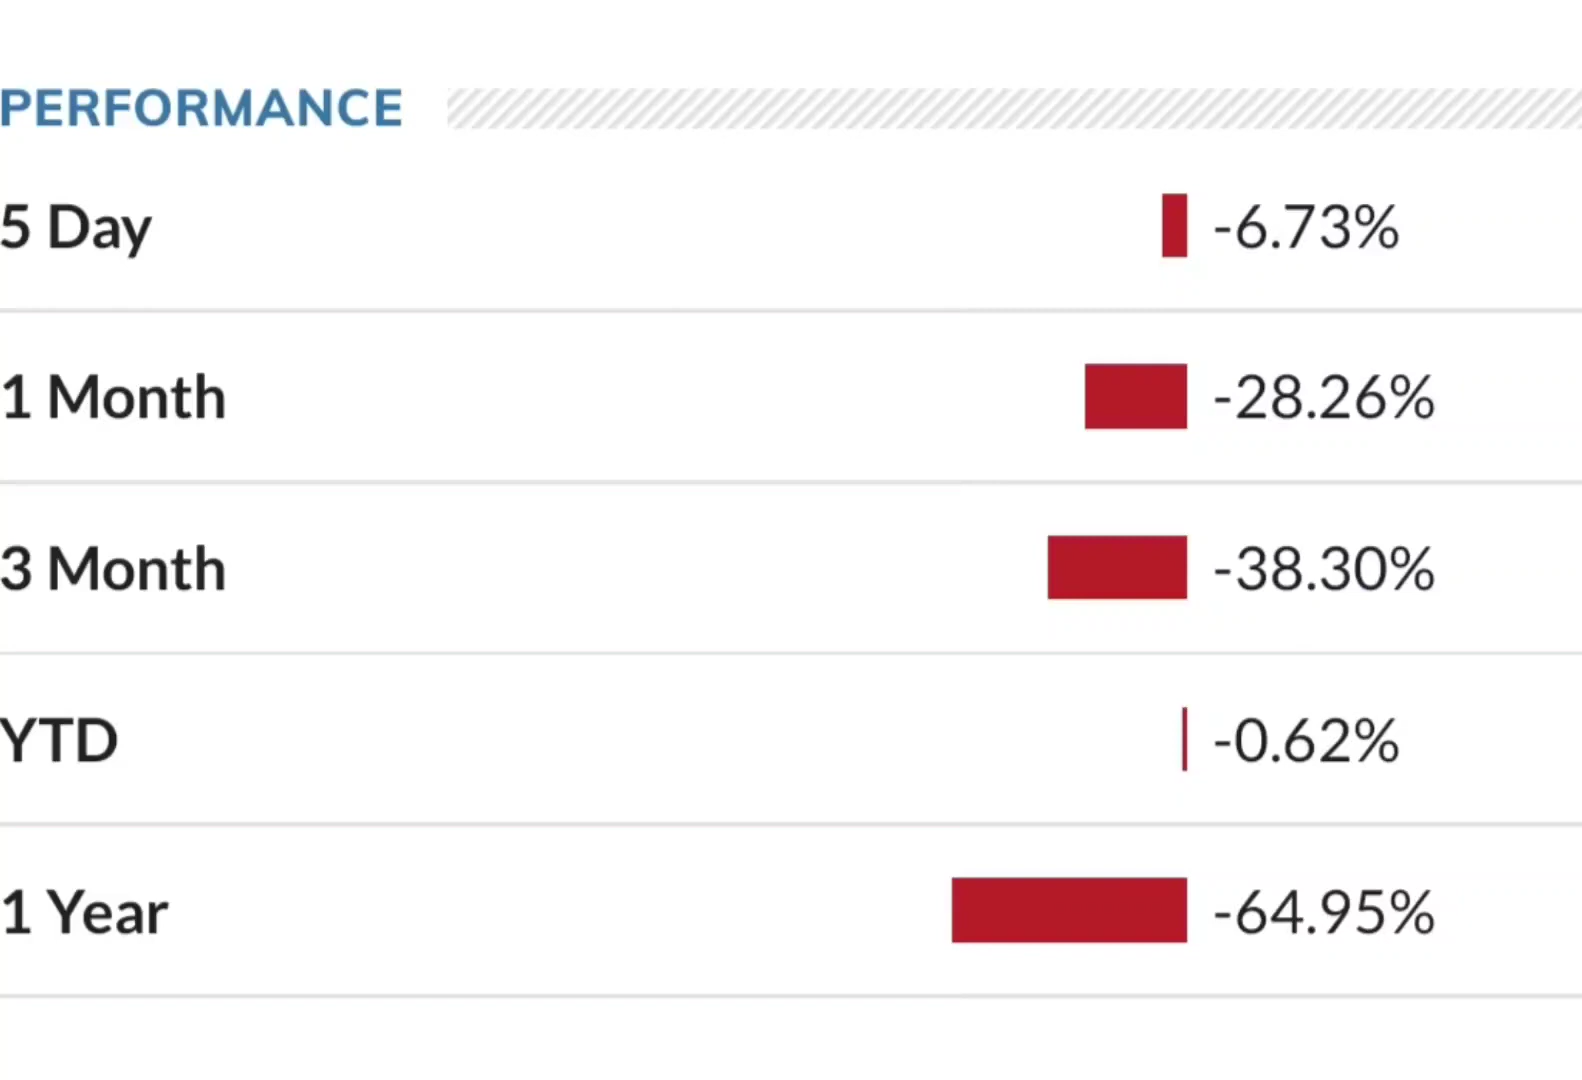 PERFORMANCE
5 Day -6.73%
1 Month -28.26%
3 Month -38.30%
YTD -0.62%
1 Year -64.95%